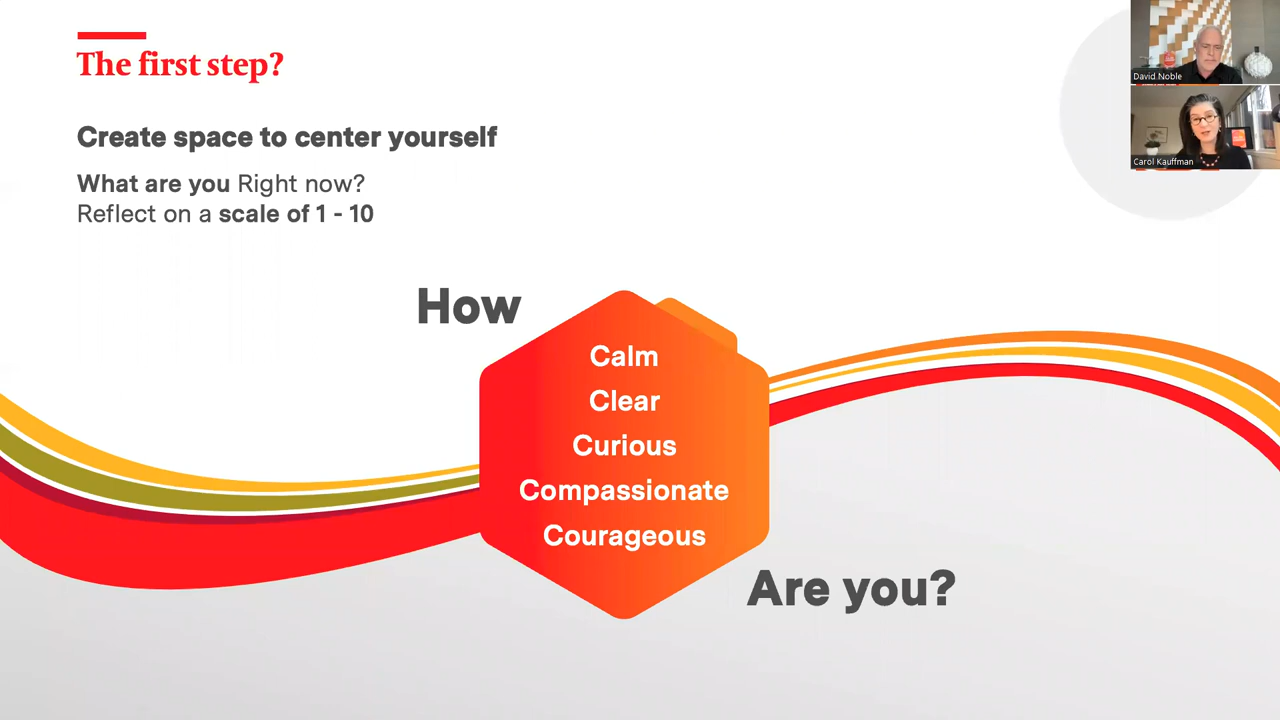 The first step?
Create space to center yourself
What are you Right now?
Reflect on a scale of 1 - 10
How
Calm
Clear
Curious
Compassionate
Courageous
Are you?
David Noble
Carol Kauffman